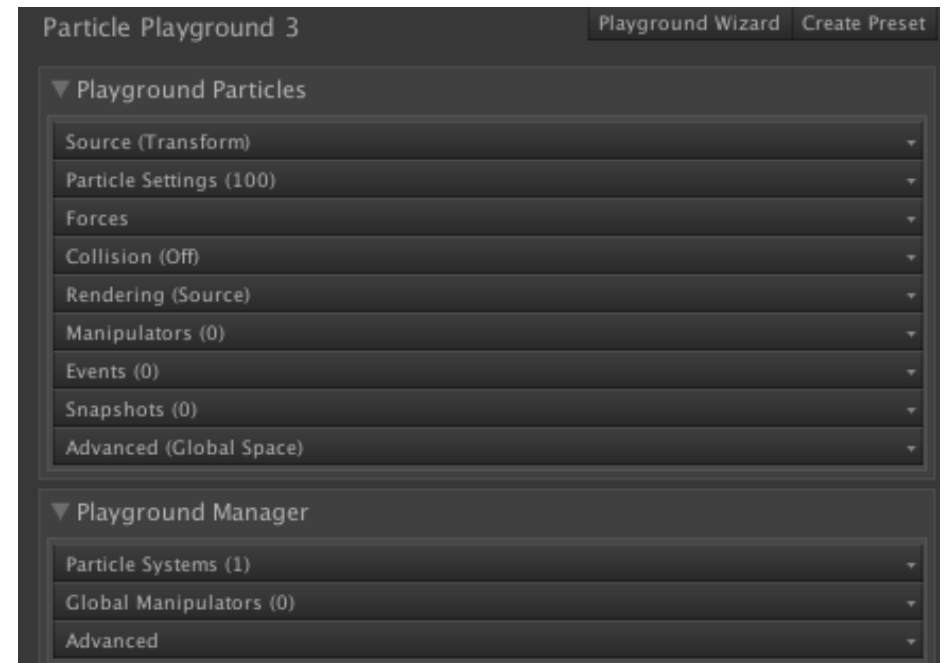 Particle Playground 3 Playground Wizard Create Preset
Playground Particles
Source (Transform)
Particle Settings (100)
Forces
Collision (Off)
Rendering (Source)
Manipulators (0)
Events (0)
Snapshots (0)
Advanced (Global Space)
Playground Manager
Particle Systems (1)
Global Manipulators (0)
Advanced